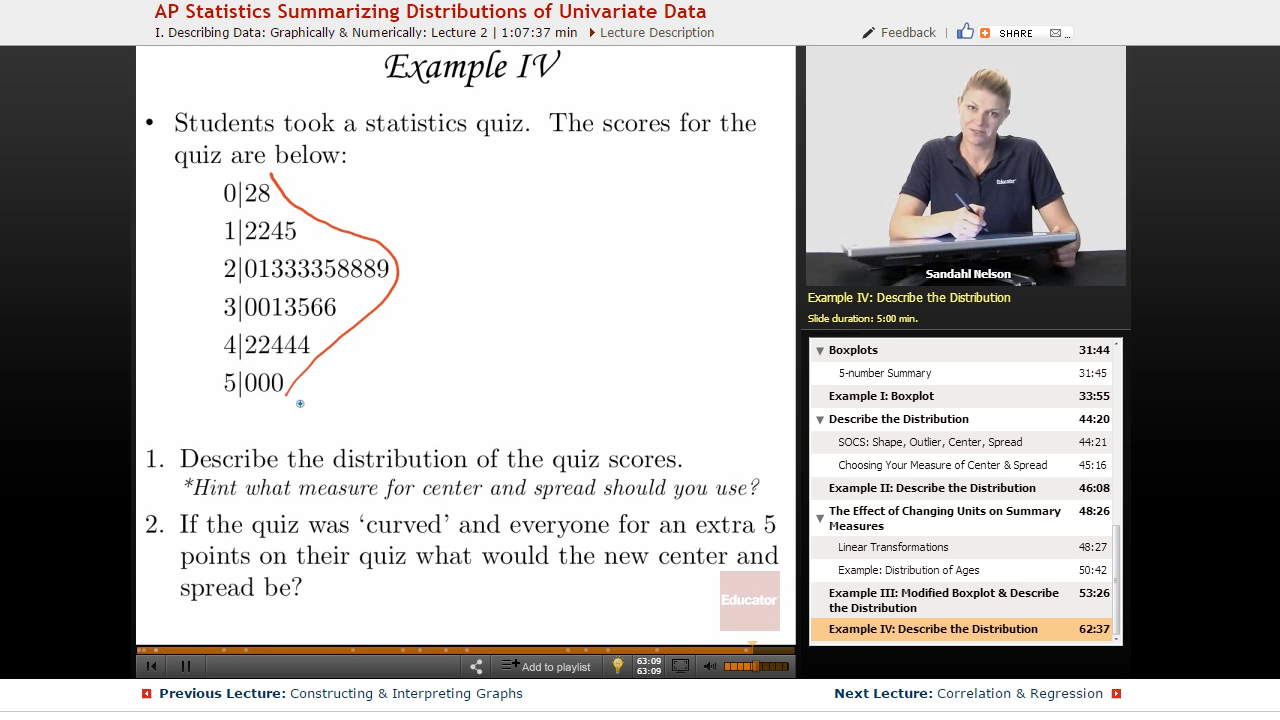 AP Statistics Summarizing Distributions of Univariate Data
I. Describing Data: Graphically & Numerically: Lecture 2 | 1:07:37 min Lecture Description
Feedback | SHARE ...
Example IV
• Students took a statistics quiz. The scores for the
quiz are below:
0|28
1|2245
2|01333358889
3|0013566
4|22444
5|000
1. Describe the distribution of the quiz scores.
*Hint what measure for center and spread should you use?
2. If the quiz was ‘curved’ and everyone for an extra 5
points on their quiz what would the new center and
spread be?
Educator
Educator
Sandahl Nelson
Example IV: Describe the Distribution
Slide duration: 5:00 min.
Boxplots 31:44
5-number Summary 31:45
Example I: Boxplot 33:55
Describe the Distribution 44:20
SOCS: Shape, Outlier, Center, Spread 44:21
Choosing Your Measure of Center & Spread 45:16
Example II: Describe the Distribution 46:08
The Effect of Changing Units on Summary 48:26
Measures
Linear Transformations 48:27
Example: Distribution of Ages 50:42
Example III: Modified Boxplot & Describe 53:26
the Distribution
Example IV: Describe the Distribution 62:37
Add to playlist
63:09
63:09
Previous Lecture: Constructing & Interpreting Graphs
Next Lecture: Correlation & Regression